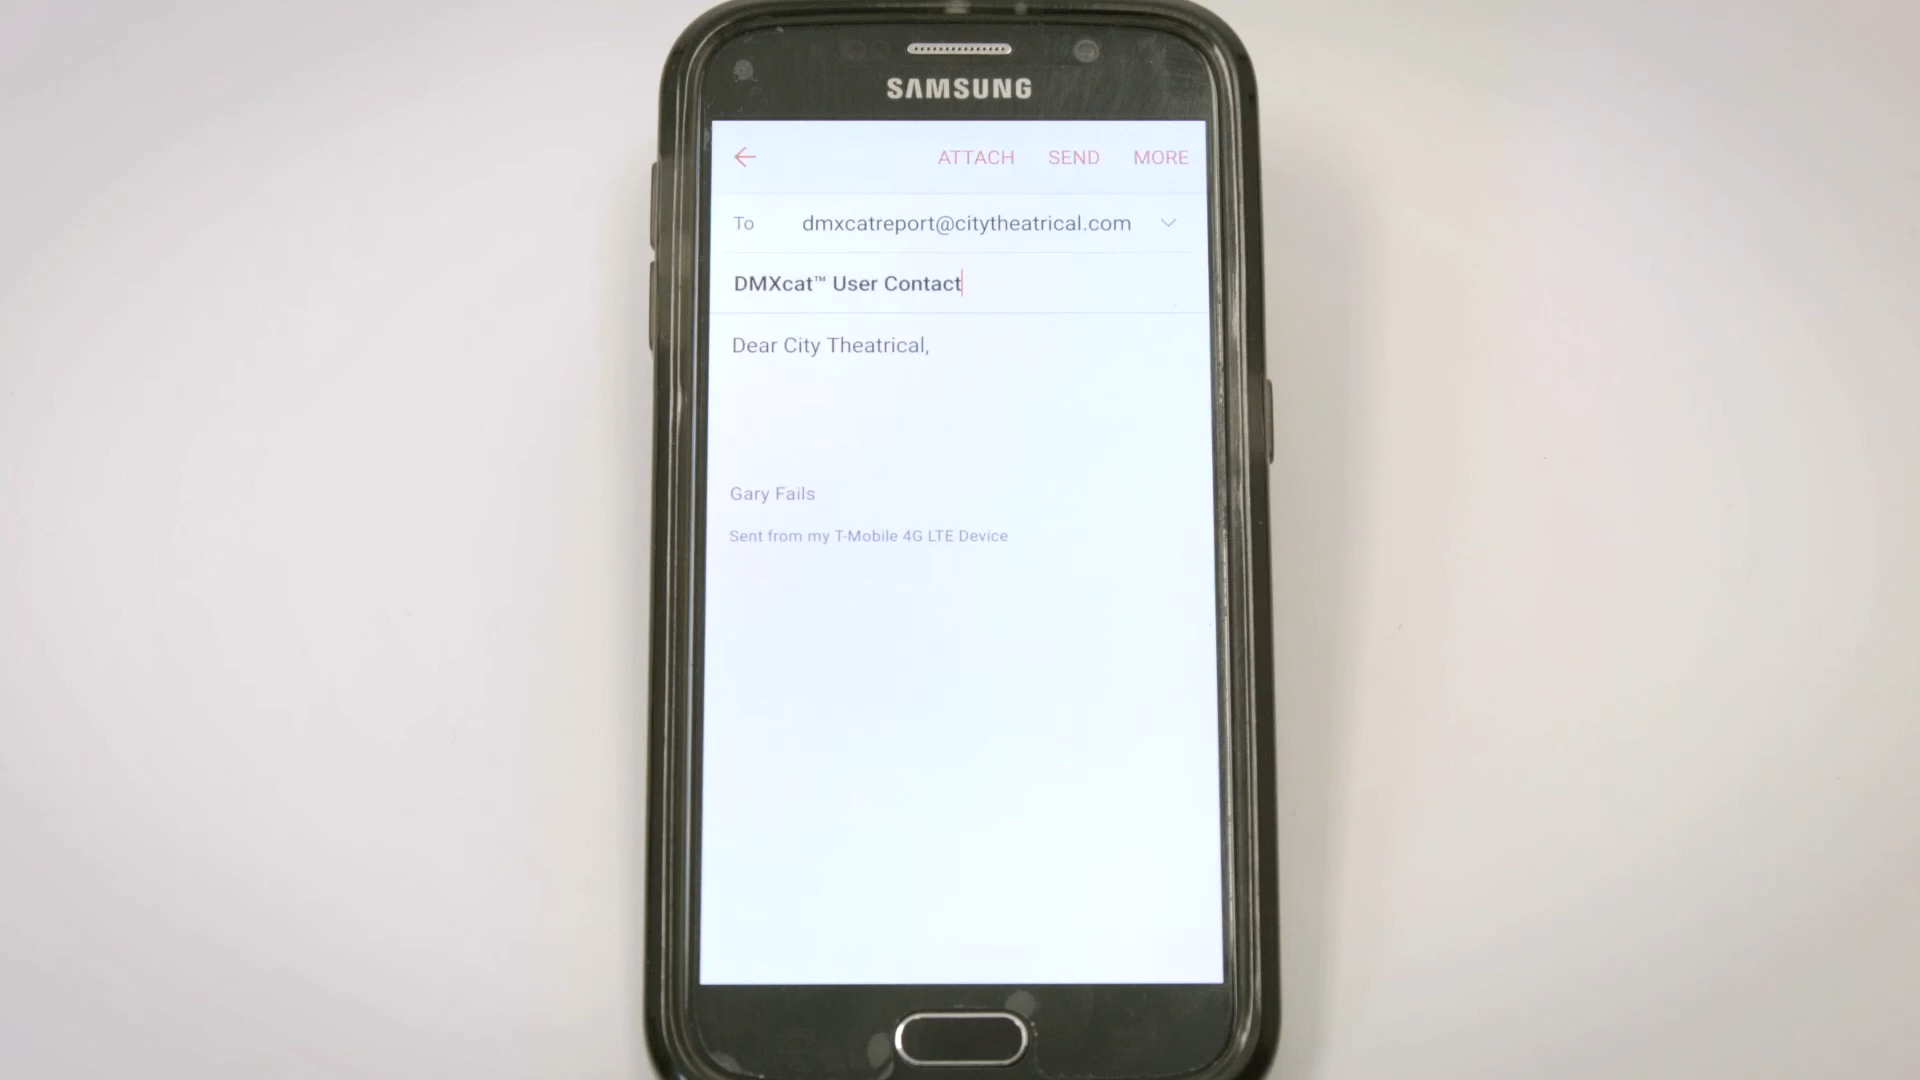 SAMSUNG
ATTACH SEND MORE
To dmxcatreport@citytheatrical.com
DMXcat™ User Contact
Dear City Theatrical,
Gary Fails
Sent from my T-Mobile 4G LTE Device